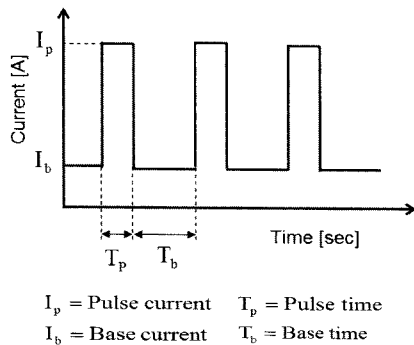 I_p
Current [A]
I_b
Time [sec]
T_p T_b
I_p = Pulse current T_p = Pulse time
I_b = Base current T_b = Base time